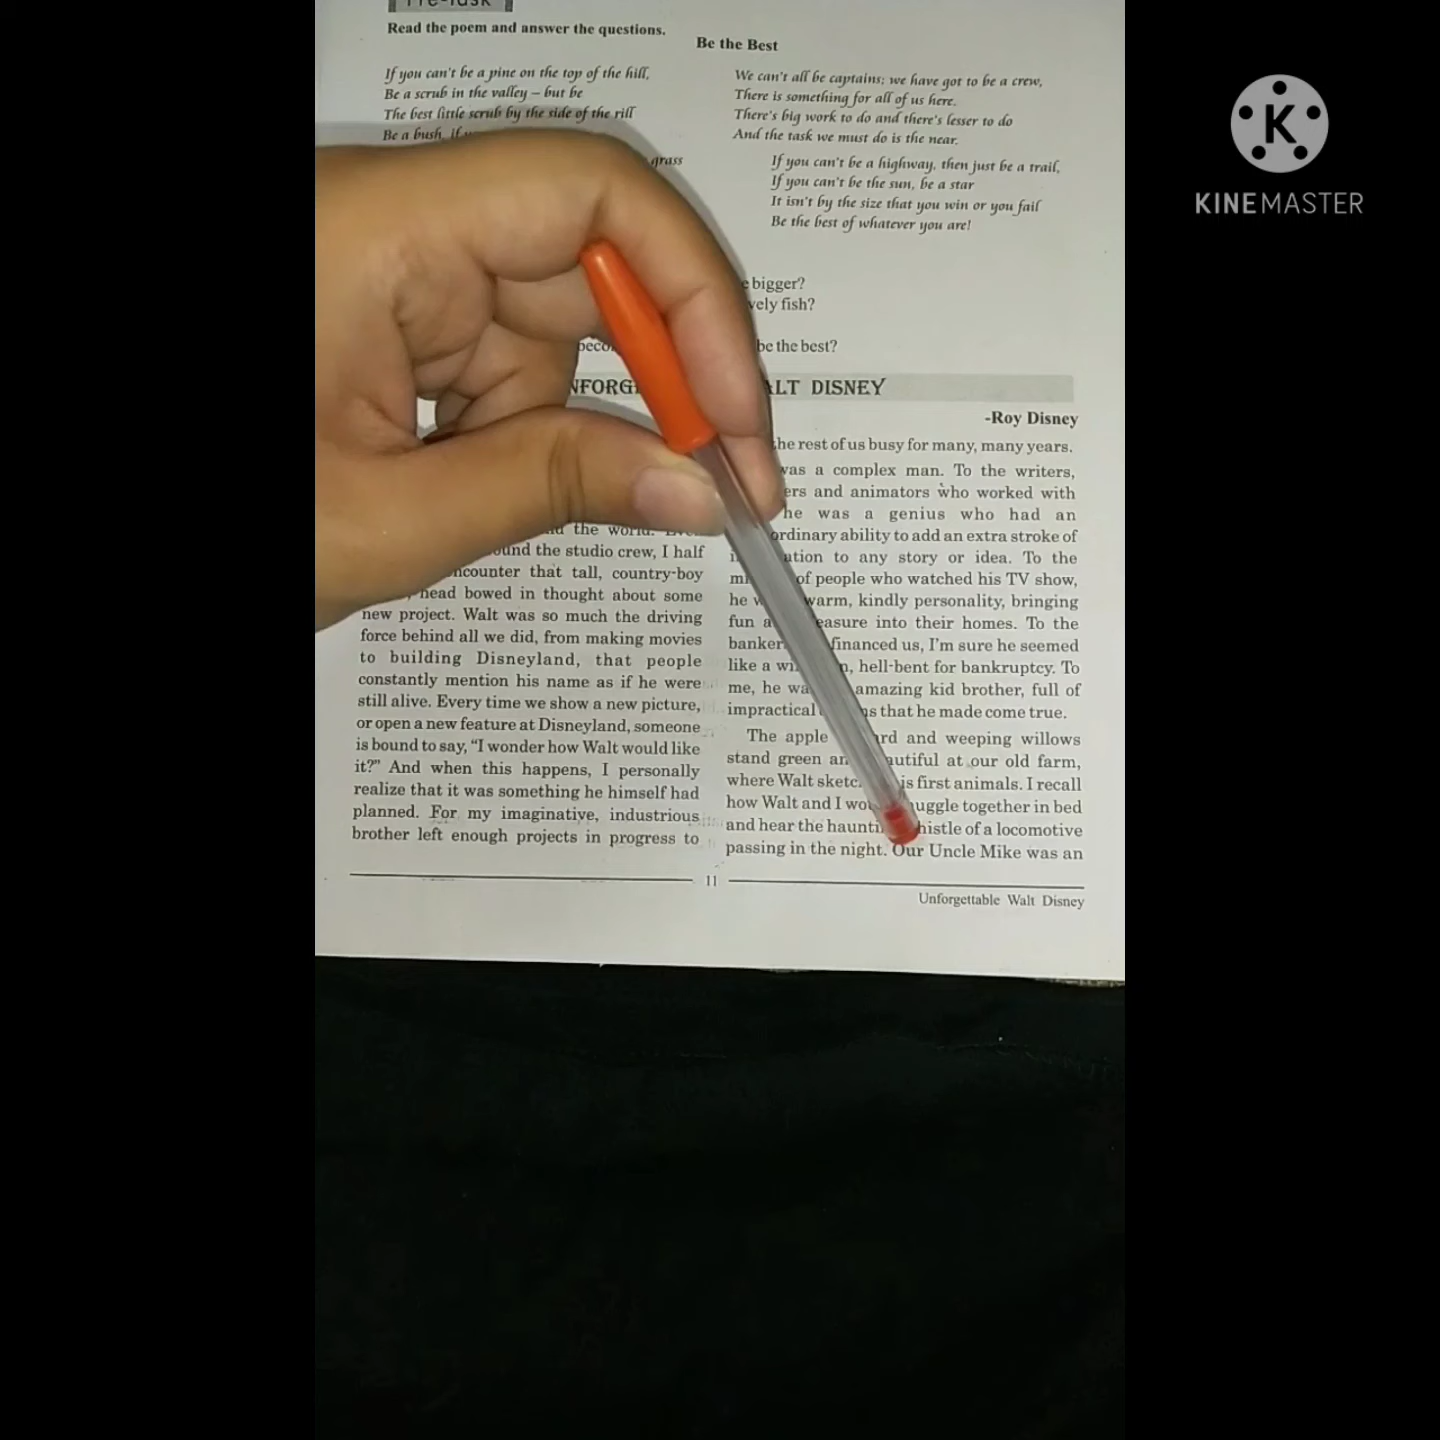 Read the poem and answer the questions.
Be the Best
If you can't be a pine on the top of the hill,
Be a scrub in the valley – but be
The best little scrub by the side of the rill
Be a bush, if
grass
We can't all be captains; we have got to be a crew,
There is something for all of us here.
There's big work to do and there's lesser to do
And the task we must do is the near.
If you can't be a highway, then just be a trail,
If you can't be the sun, be a star
It isn't by the size that you win or you fail
Be the best of whatever you are!
bigger?
fish?
be the best?
DISNEY
-Roy Disney
the world.
the studio crew, I half
that tall, country-boy
head bowed in thought about some
new project. Walt was so much the driving
force behind all we did, from making movies
to building Disneyland, that people
constantly mention his name as if he were
still alive. Every time we show a new picture,
or open a new feature at Disneyland, someone
is bound to say, “I wonder how Walt would like
it?” And when this happens, I personally
realize that it was something he himself had
planned. For my imaginative, industrious
brother left enough projects in progress to
the rest of us busy for many, many years.
was a complex man. To the writers,
and animators who worked with
he was a genius who had an
ability to add an extra stroke of
to any story or idea. To the
of people who watched his TV show,
he warm, kindly personality, bringing
fun into their homes. To the
financed us, I'm sure he seemed
like a hell-bent for bankruptcy. To
me, he amazing kid brother, full of
impractical that he made come true.
The apple and weeping willows
stand green at our old farm,
where Walt first animals. I recall
how Walt and I together in bed
and hear the of a locomotive
passing in the night. Our Uncle Mike was an
11
Unforgettable Walt Disney
KINEMASTER